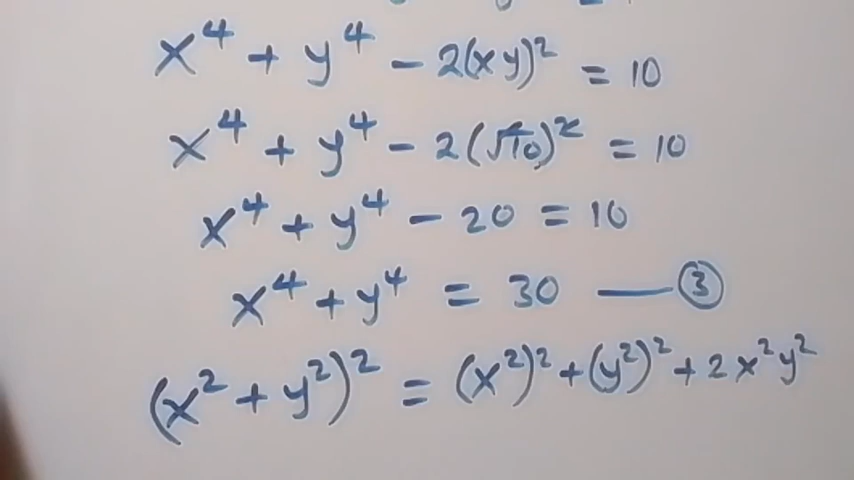 x⁴ + y⁴ - 2(xy)² = 10
x⁴ + y⁴ - 2(√10)² = 10
x⁴ + y⁴ - 20 = 10
x⁴ + y⁴ = 30 — ③
(x² + y²)² = (x²)² + (y²)² + 2x²y²